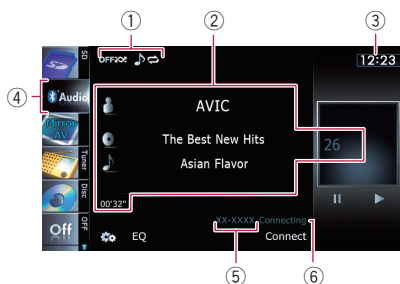 ① ② ③
SD
OFF
12:23
④
Audio
AVIC
Mirror AV
The Best New Hits
26
Tuner
Asian Flavor
Disc
00'32"
XX-XXXX Connecting
Off
OFF
EQ
Connect
⑤ ⑥